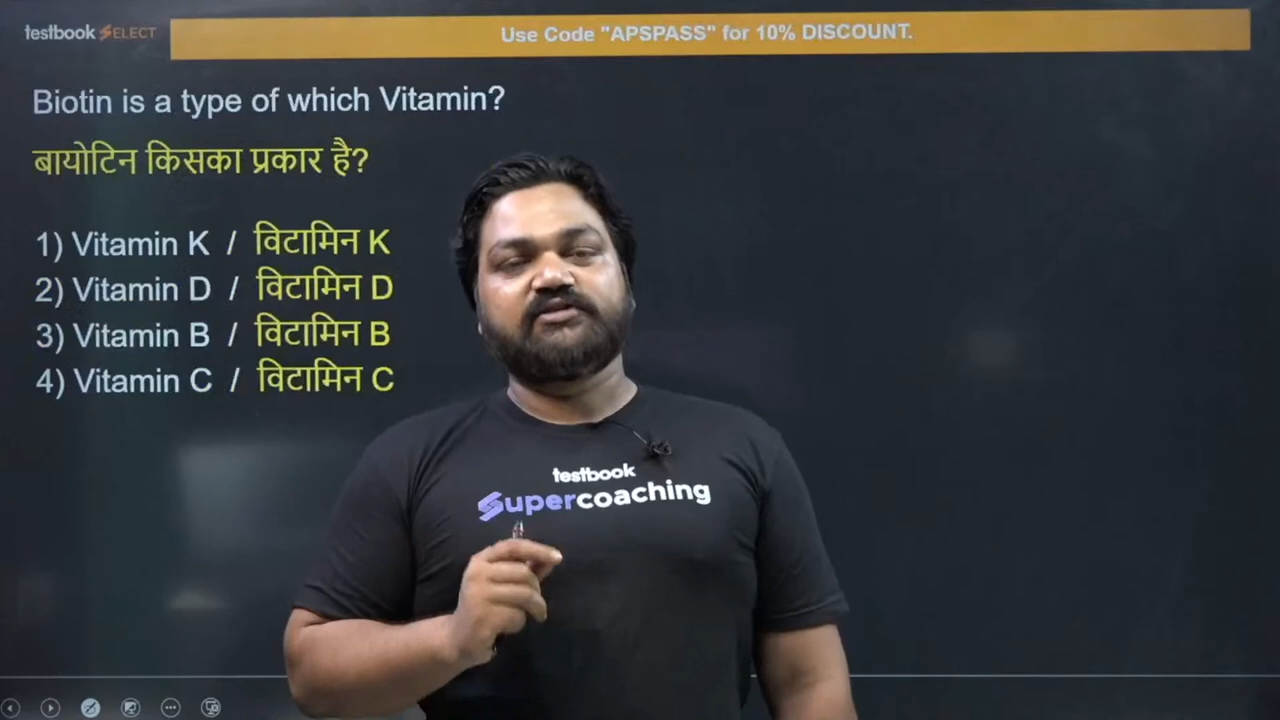 testbook SELECT
Use Code "APSPASS" for 10% DISCOUNT.
Biotin is a type of which Vitamin?
बायोटिन किसका प्रकार है?
1) Vitamin K / विटामिन K
2) Vitamin D / विटामिन D
3) Vitamin B / विटामिन B
4) Vitamin C / विटामिन C
testbook
Supercoaching